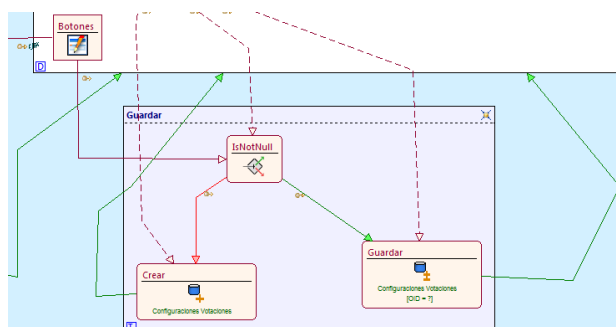 Botones
D
Guardar
IsNotNull
Guardar
Configuraciones Votaciones
[OID = ?]
Crear
Configuraciones Votaciones
T